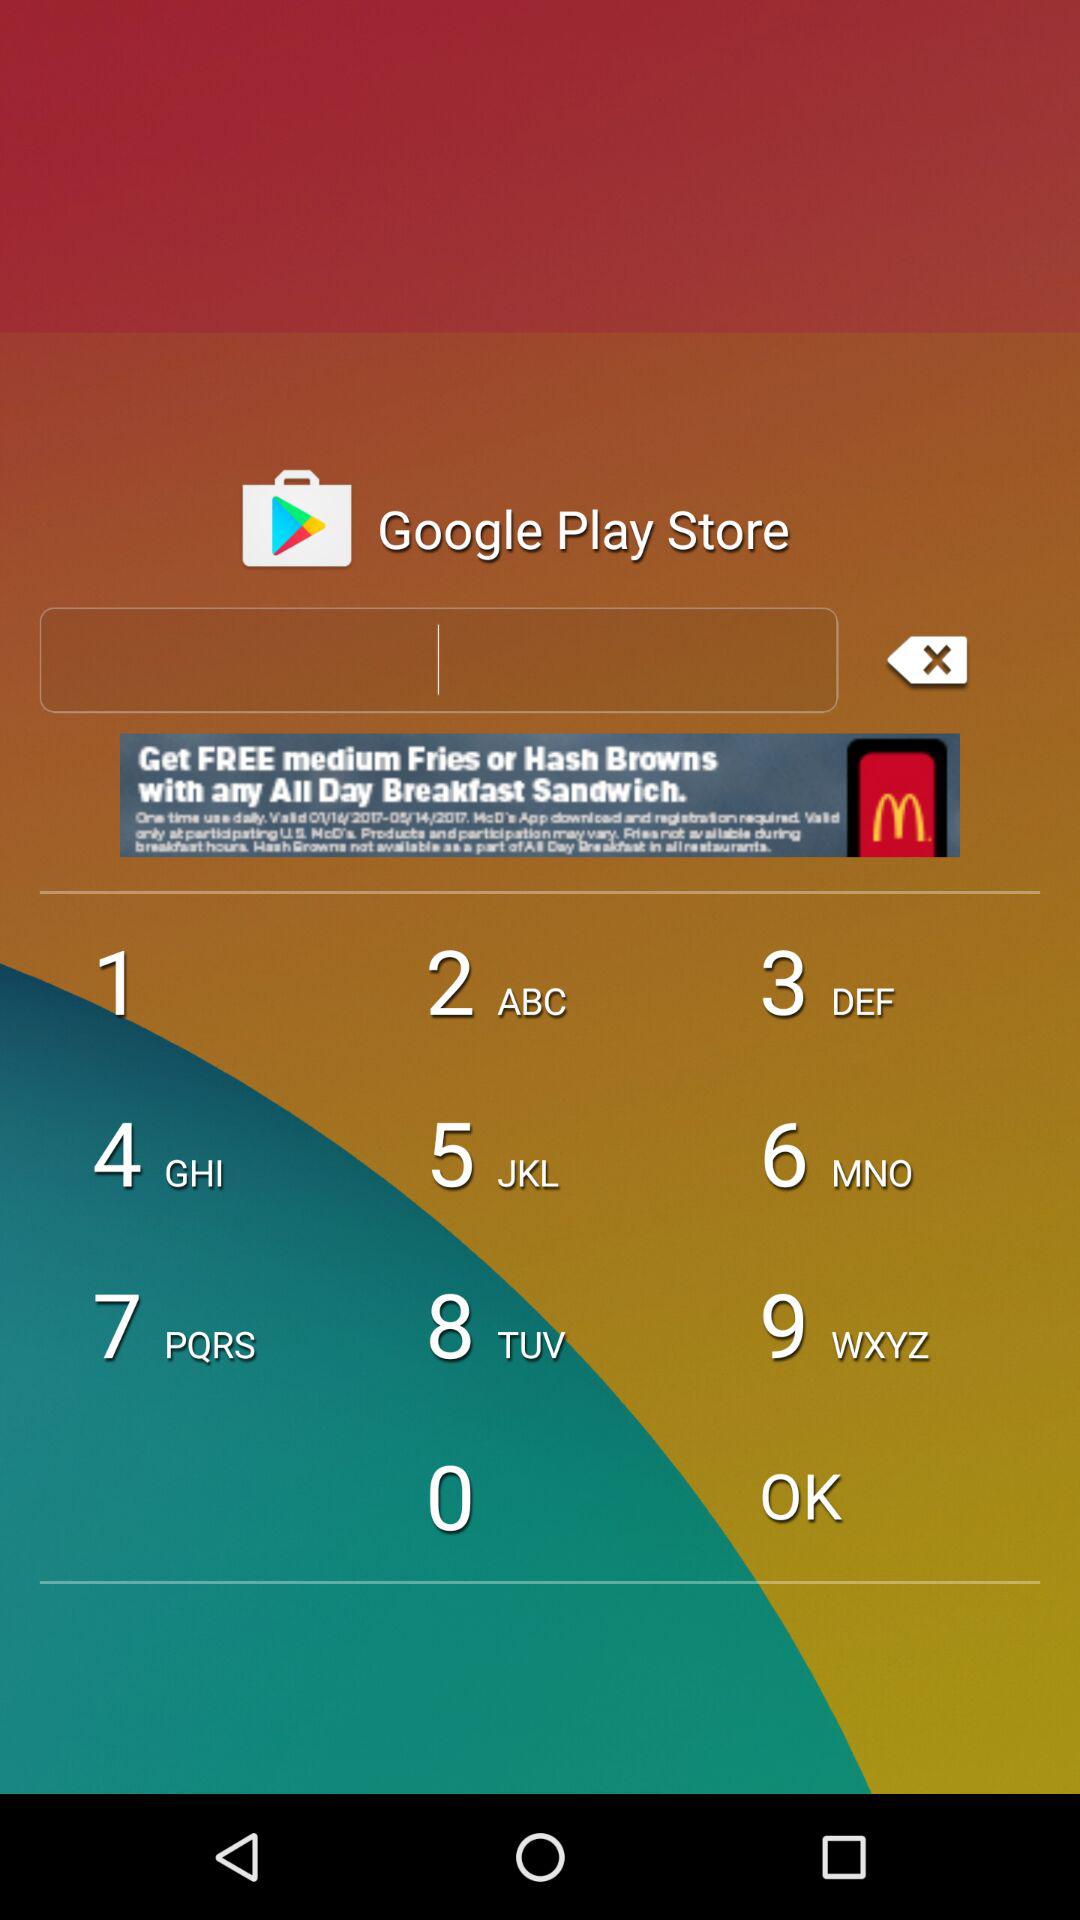 Google Play Store
Get FREE medium Fries or Hash Browns
with any All Day Breakfast Sandwich.
One time use daily. Valid 01/16/2017-05/14/2017. McD's App download and registration required. Valid
only at participating U.S. McD's. Products and participation may vary. Fries not available during
breakfast hours. Hash Browns not available as a part of All Day Breakfast in all restaurants.
1
2 ABC
3 DEF
4 GHI
5 JKL
6 MNO
7 PQRS
8 TUV
9 WXYZ
0
OK